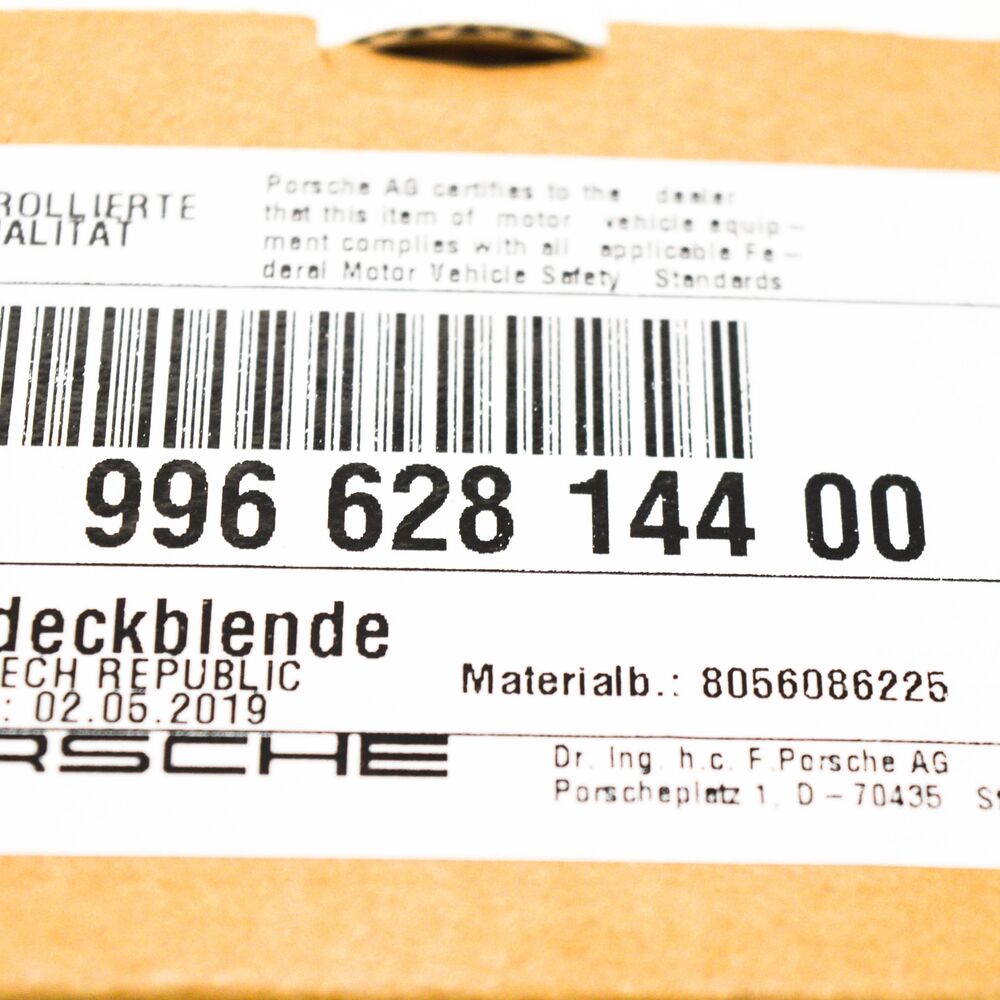 ROLLIERTE
ALITÄT
Porsche AG certifies to the dealer
that this item of motor vehicle equip-
ment complies with all applicable Fe-
deral Motor Vehicle Safety Standards
996 628 144 00
deckblende
ECH REPUBLIC
: 02.05.2019
Materialb.: 8056086225
RSCHE
Dr. Ing. h.c. F.Porsche AG
Porscheplatz 1, D-70435 St